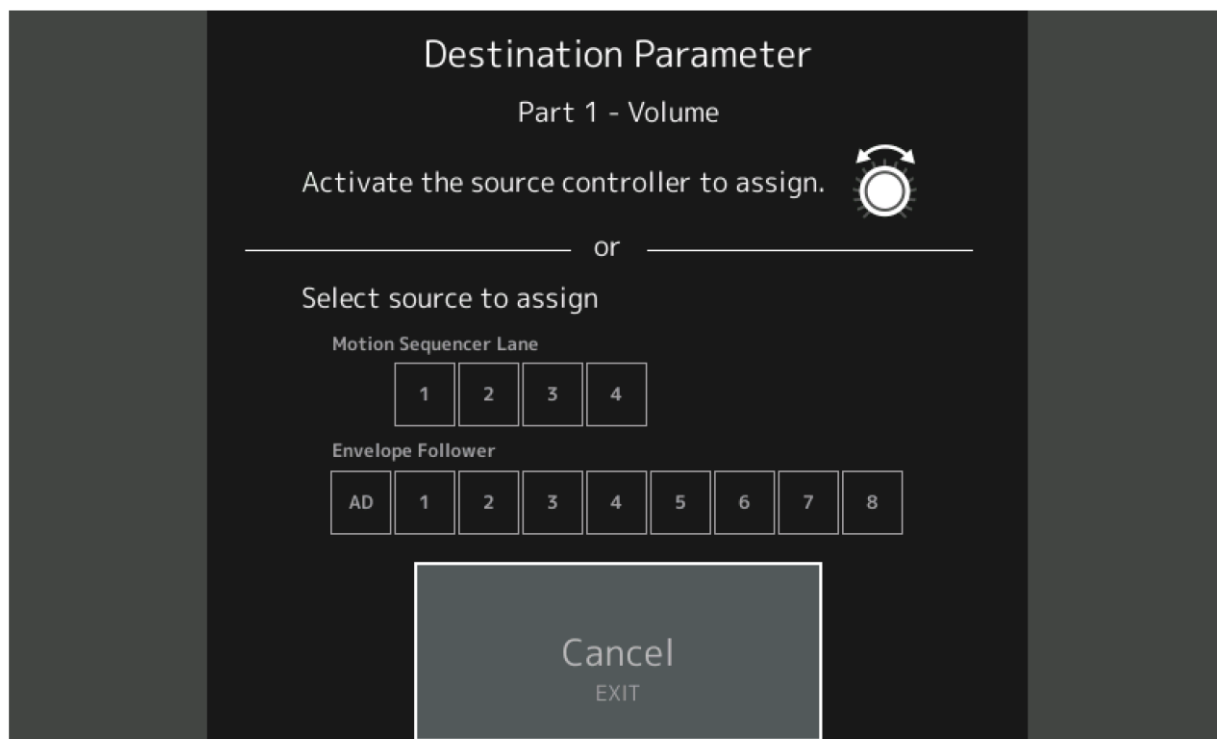 Destination Parameter
Part 1 - Volume
Activate the source controller to assign.
or
Select source to assign
Motion Sequencer Lane
1 2 3 4
Envelope Follower
AD 1 2 3 4 5 6 7 8
Cancel
EXIT